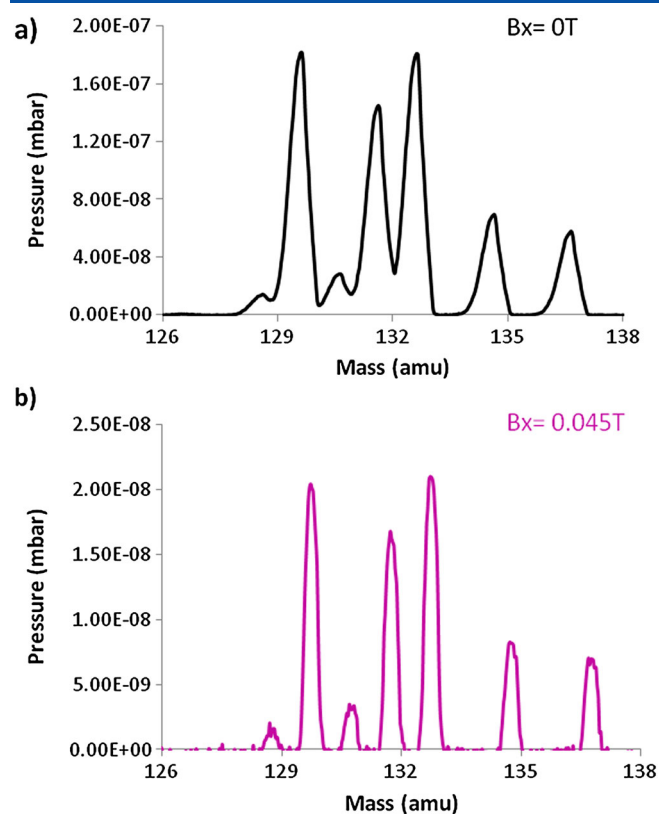 a)
Bx= 0T
2.00E-07
1.60E-07
1.20E-07
8.00E-08
4.00E-08
0.00E+00
Pressure (mbar)
126 129 132 135 138
Mass (amu)
b)
Bx= 0.045T
2.50E-08
2.00E-08
1.50E-08
1.00E-08
5.00E-09
0.00E+00
Pressure (mbar)
126 129 132 135 138
Mass (amu)